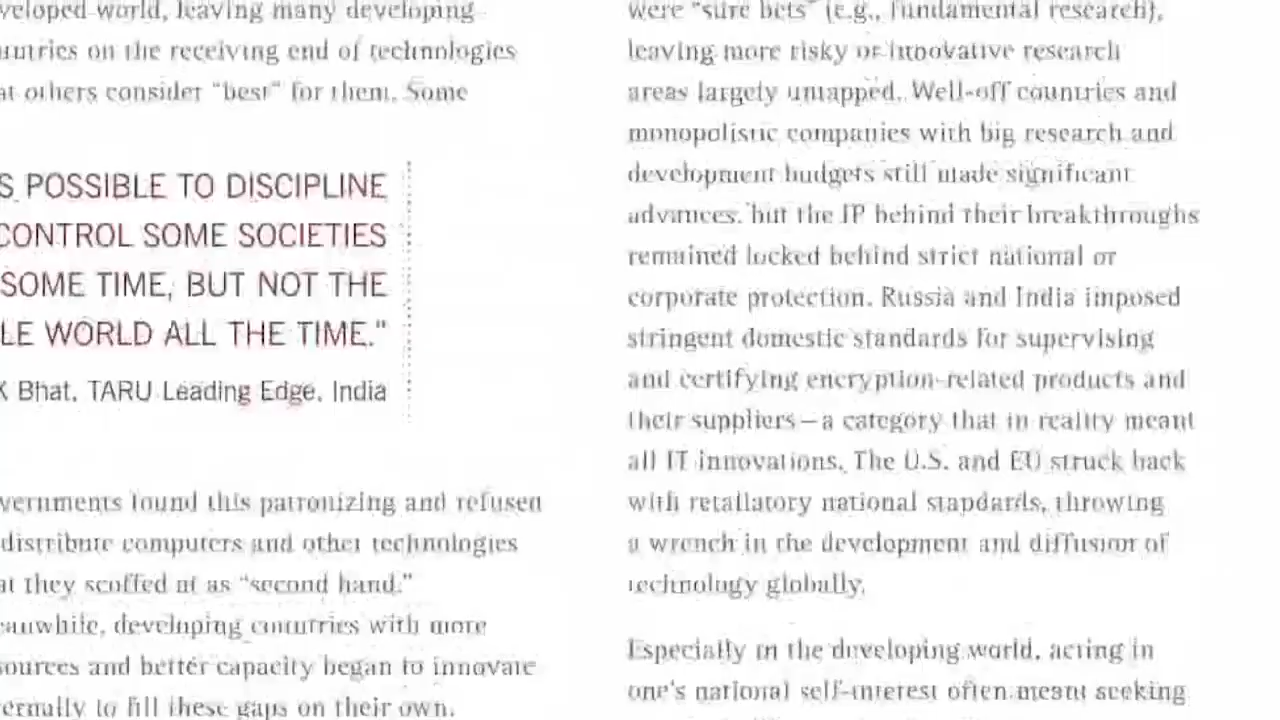 veloped world, leaving many developing
untries on the receiving end of technologies
at others consider "best" for them. Some
S POSSIBLE TO DISCIPLINE
CONTROL SOME SOCIETIES
SOME TIME, BUT NOT THE
LE WORLD ALL THE TIME."
K Bhat, TARU Leading Edge, India
vernments found this patronizing and refused
distribute computers and other technologies
at they scoffed at as "second hand."
eanwhile, developing countries with more
sources and better capacity began to innovate
ernally to fill these gaps on their own.
were "sure bets" (e.g., fundamental research),
leaving more risky or innovative research
areas largely untapped. Well-off countries and
monopolistic companies with big research and
development budgets still made significant
advances, but the IP behind their breakthroughs
remained locked behind strict national or
corporate protection. Russia and India imposed
stringent domestic standards for supervising
and certifying encryption-related products and
their suppliers—a category that in reality meant
all IT innovations. The U.S. and EU struck back
with retaliatory national standards, throwing
a wrench in the development and diffusion of
technology globally.
Especially in the developing world, acting in
one's national self-interest often meant seeking